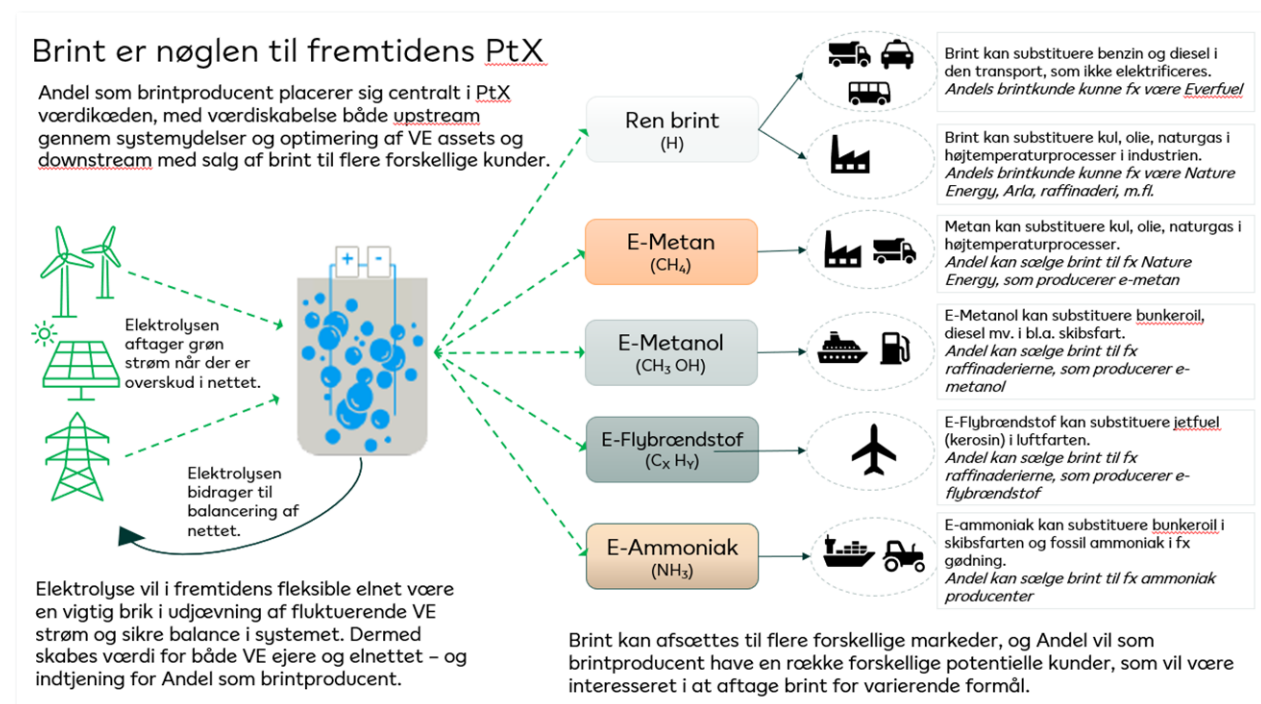 Brint er nøglen til fremtidens PtX
Andel som brintproducent placerer sig centralt i PtX
værdikæden, med værdiskabelse både upstream
gennem systemydelser og optimering af VE assets og
downstream med salg af brint til flere forskellige kunder.
Elektrolysen
aftager grøn
strøm når der er
overskud i nettet.
+ -
Elektrolysen
bidrager til
balancering af
nettet.
Elektrolyse vil i fremtidens fleksible elnet være
en vigtig brik i udjævning af fluktuerende VE
strøm og sikre balance i systemet. Dermed
skabes værdi for både VE ejere og elnettet – og
indtjening for Andel som brintproducent.
Ren brint
(H)
Brint kan substituere benzin og diesel i
den transport, som ikke elektrificeres.
Andels brintkunde kunne fx være Everfuel
Brint kan substituere kul, olie, naturgas i
højtemperaturprocesser i industrien.
Andels brintkunde kunne fx være Nature
Energy, Arla, raffinaderi, m.fl.
E-Metan
(CH₄)
Metan kan substituere kul, olie, naturgas i
højtemperaturprocesser.
Andel kan sælge brint til fx Nature
Energy, som producerer e-metan
E-Metanol
(CH₃ OH)
E-Metanol kan substituere bunkeroil,
diesel mv. i bl.a. skibsfart.
Andel kan sælge brint til fx
raffinaderierne, som producerer e-
metanol
E-Flybrændstof
(Cₓ Hᵧ)
E-Flybrændstof kan substituere jetfuel
(kerosin) i luftfarten.
Andel kan sælge brint til fx
raffinaderierne, som producerer e-
flybrændstof
E-Ammoniak
(NH₃)
E-ammoniak kan substituere bunkeroil i
skibsfarten og fossil ammoniak i fx
gødning.
Andel kan sælge brint til fx ammoniak
producenter
Brint kan afsættes til flere forskellige markeder, og Andel vil som
brintproducent have en række forskellige potentielle kunder, som vil være
interesseret i at aftage brint for varierende formål.